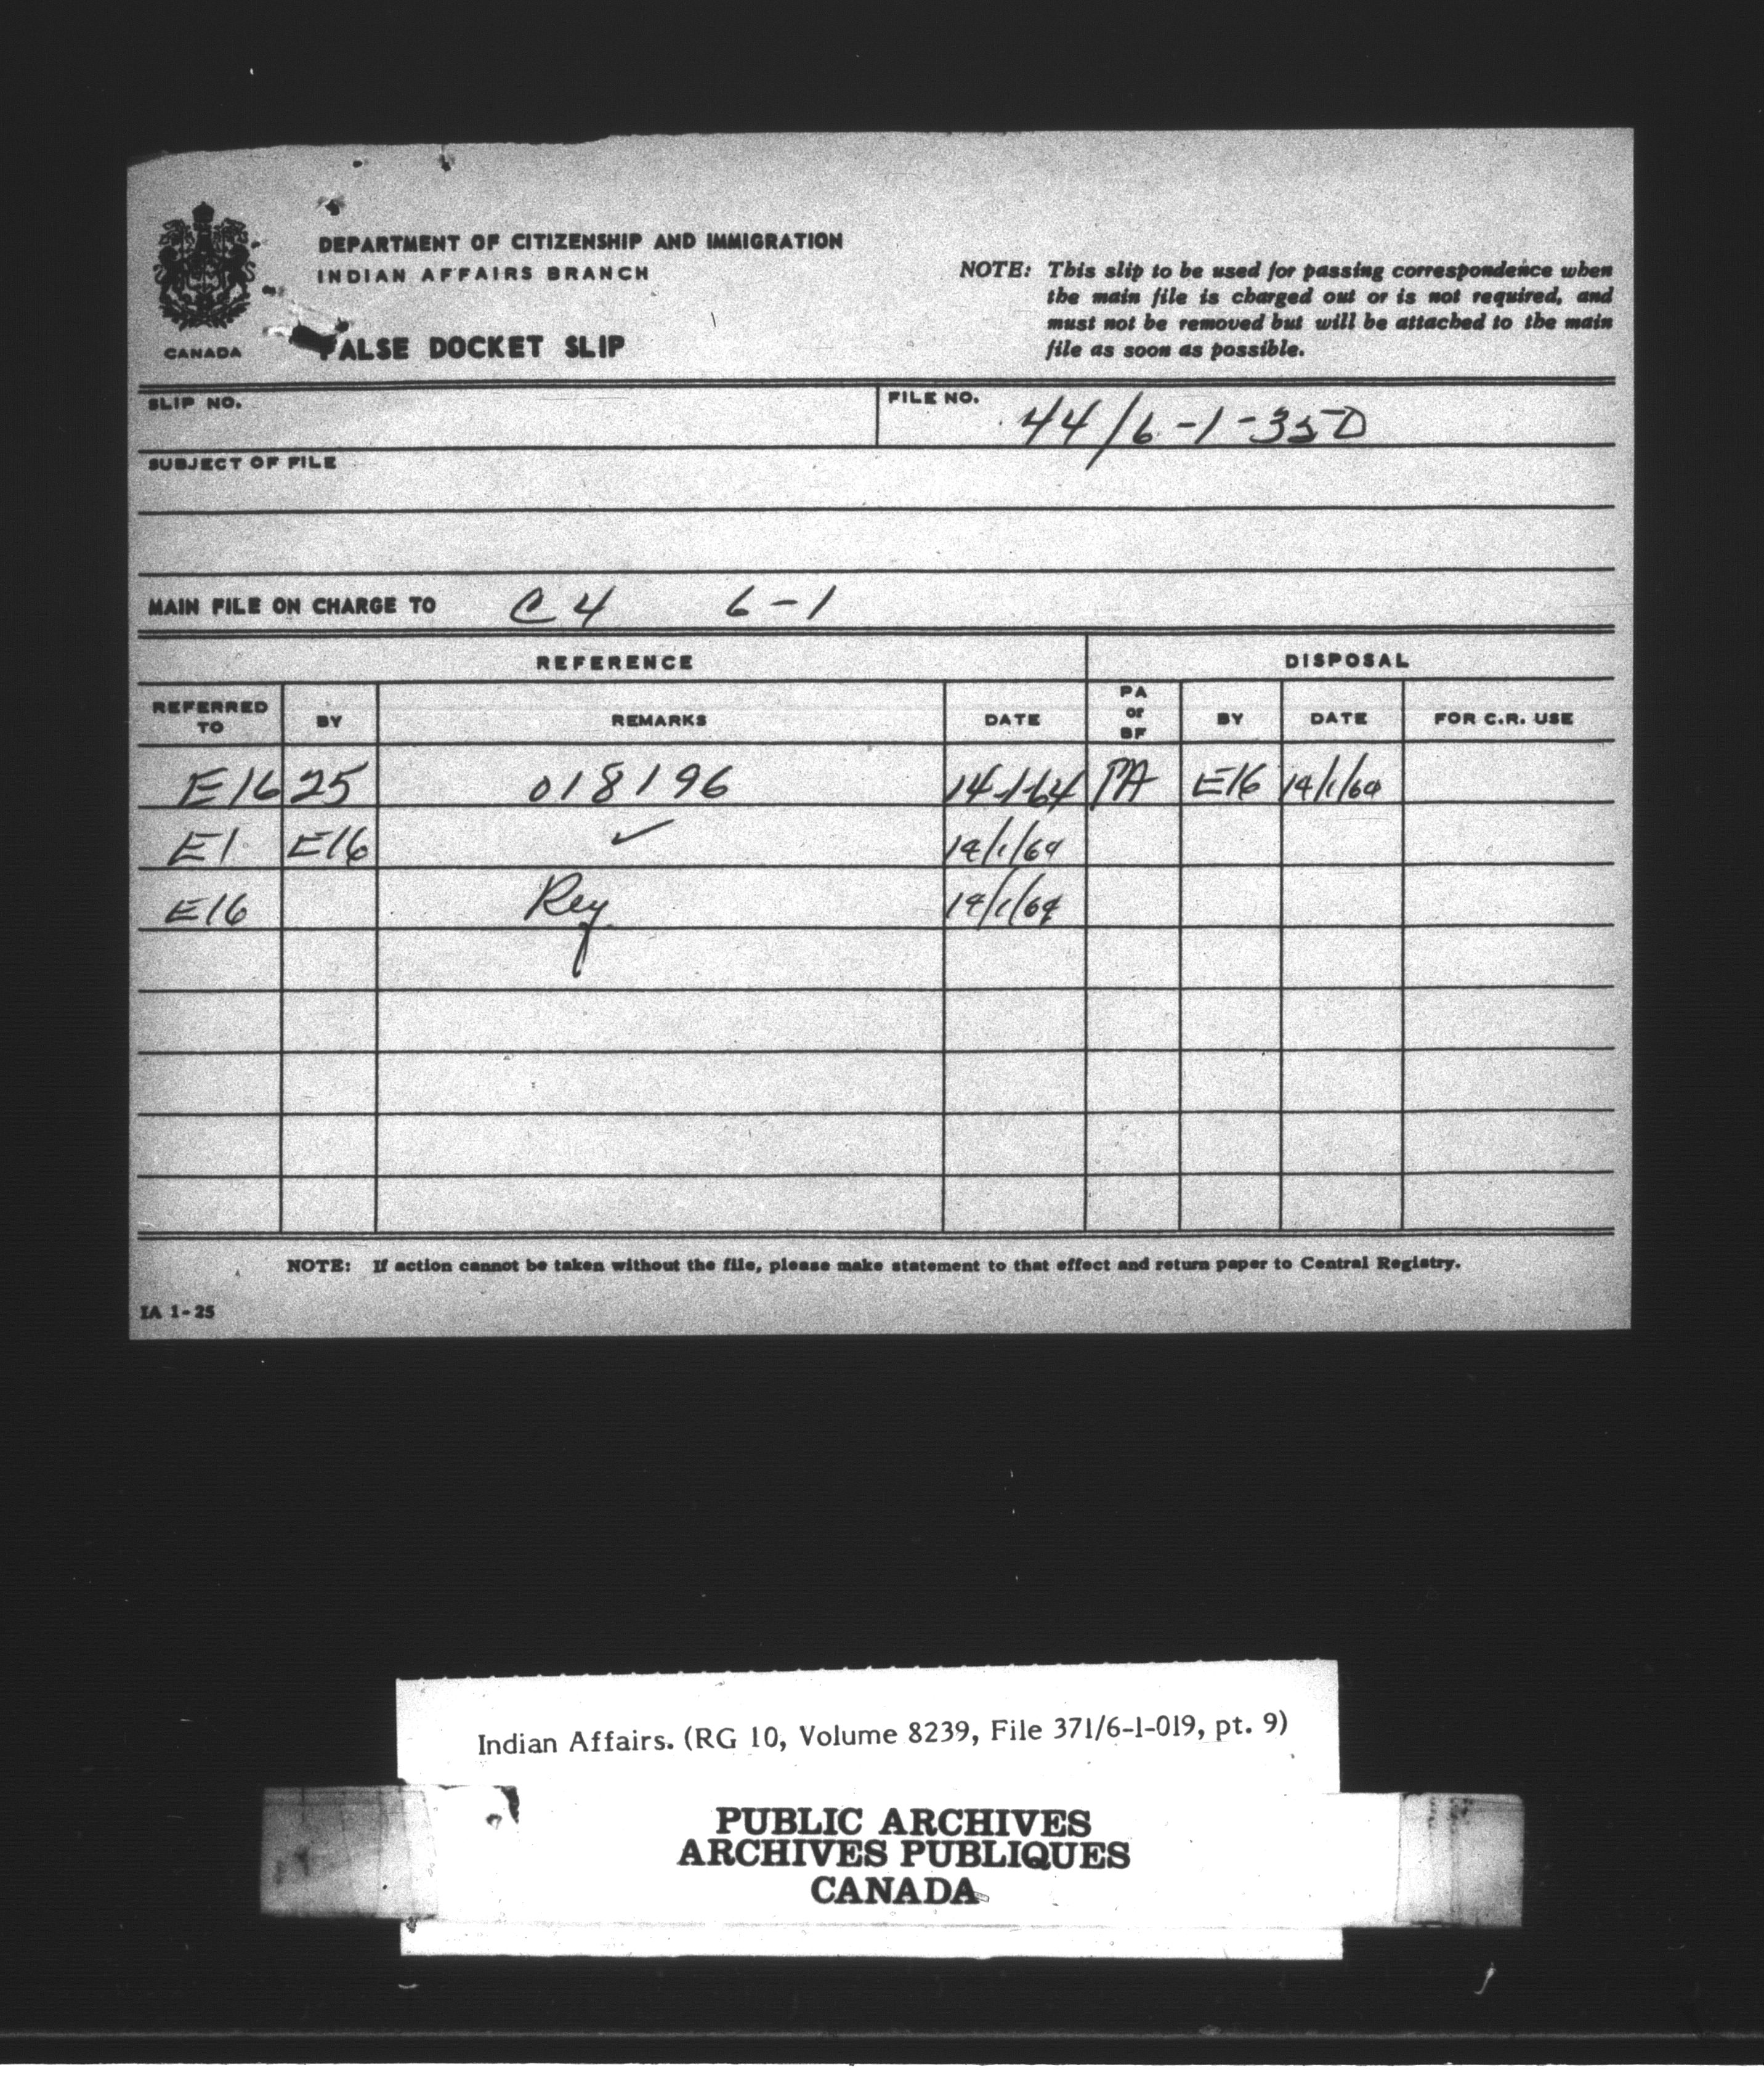 DEPARTMENT OF CITIZENSHIP AND IMMIGRATION
INDIAN AFFAIRS BRANCH
CANADA
FALSE DOCKET SLIP
NOTE: This slip to be used for passing correspondence when
the main file is charged out or is not required, and
must not be removed but will be attached to the main
file as soon as possible.
SLIP NO.
FILE NO. 44/6-1-350
SUBJECT OF FILE
MAIN FILE ON CHARGE TO C4 6-1
REFERENCE DISPOSAL
REFERRED TO BY REMARKS DATE PA or BF BY DATE FOR C.R. USE
E16 25 018196 14-1-64 PA E16 14/1/64
E1 E16 ✓ 14/1/64
E16 14/1/64
NOTE: If action cannot be taken without the file, please make statement to that effect and return paper to Central Registry.
IA 1-25
Indian Affairs. (RG 10, Volume 8239, File 371/6-1-019, pt. 9)
PUBLIC ARCHIVES
ARCHIVES PUBLIQUES
CANADA